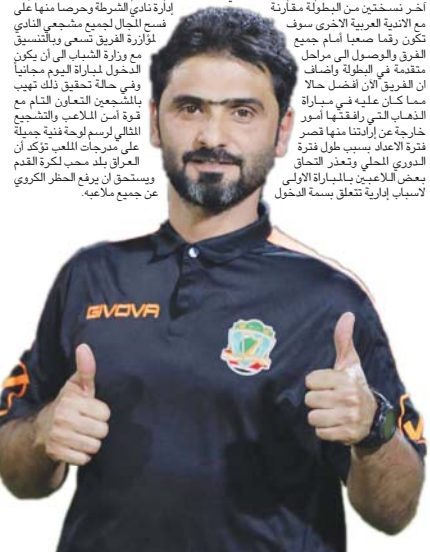 آخر نسختين من البطولة مقارنة
مع الاندية العربية الاخرى سوف
تكون رقما صعبا أمام جميع
الفرق والوصول الى مراحل
متقدمة في البطولة واضاف
ان الفريق الآن أفضل حالا
مما كان عليه في مباراة
الذهاب التي رافقتها أمور
خارجة عن إرادتنا منها قصر
فترة الاعداد بسبب طول فترة
الدوري المحلي وتعذر التحاق
بعض اللاعبين بالمباراة الاولى
لاسباب إدارية تتعلق بسمة الدخول
إدارة نادي الشرطة وحرصا منها على
فسح المجال لجميع مشجعي النادي
لمؤازرة الفريق تسعى وبالتنسيق
مع وزارة الشباب الى أن يكون
الدخول لمباراة اليوم مجانياً
وفي حالة تحقيق ذلك تهيب
بالمشجعين التعاون التام مع
قوة أمن الملاعب والتشجيع
المثالي لرسم لوحة فنية جميلة
على مدرجات الملعب تؤكد أن
العراق بلد محب لكرة القدم
ويستحق ان يرفع الحظر الكروي
عن جميع ملاعبه.
GIVOVA